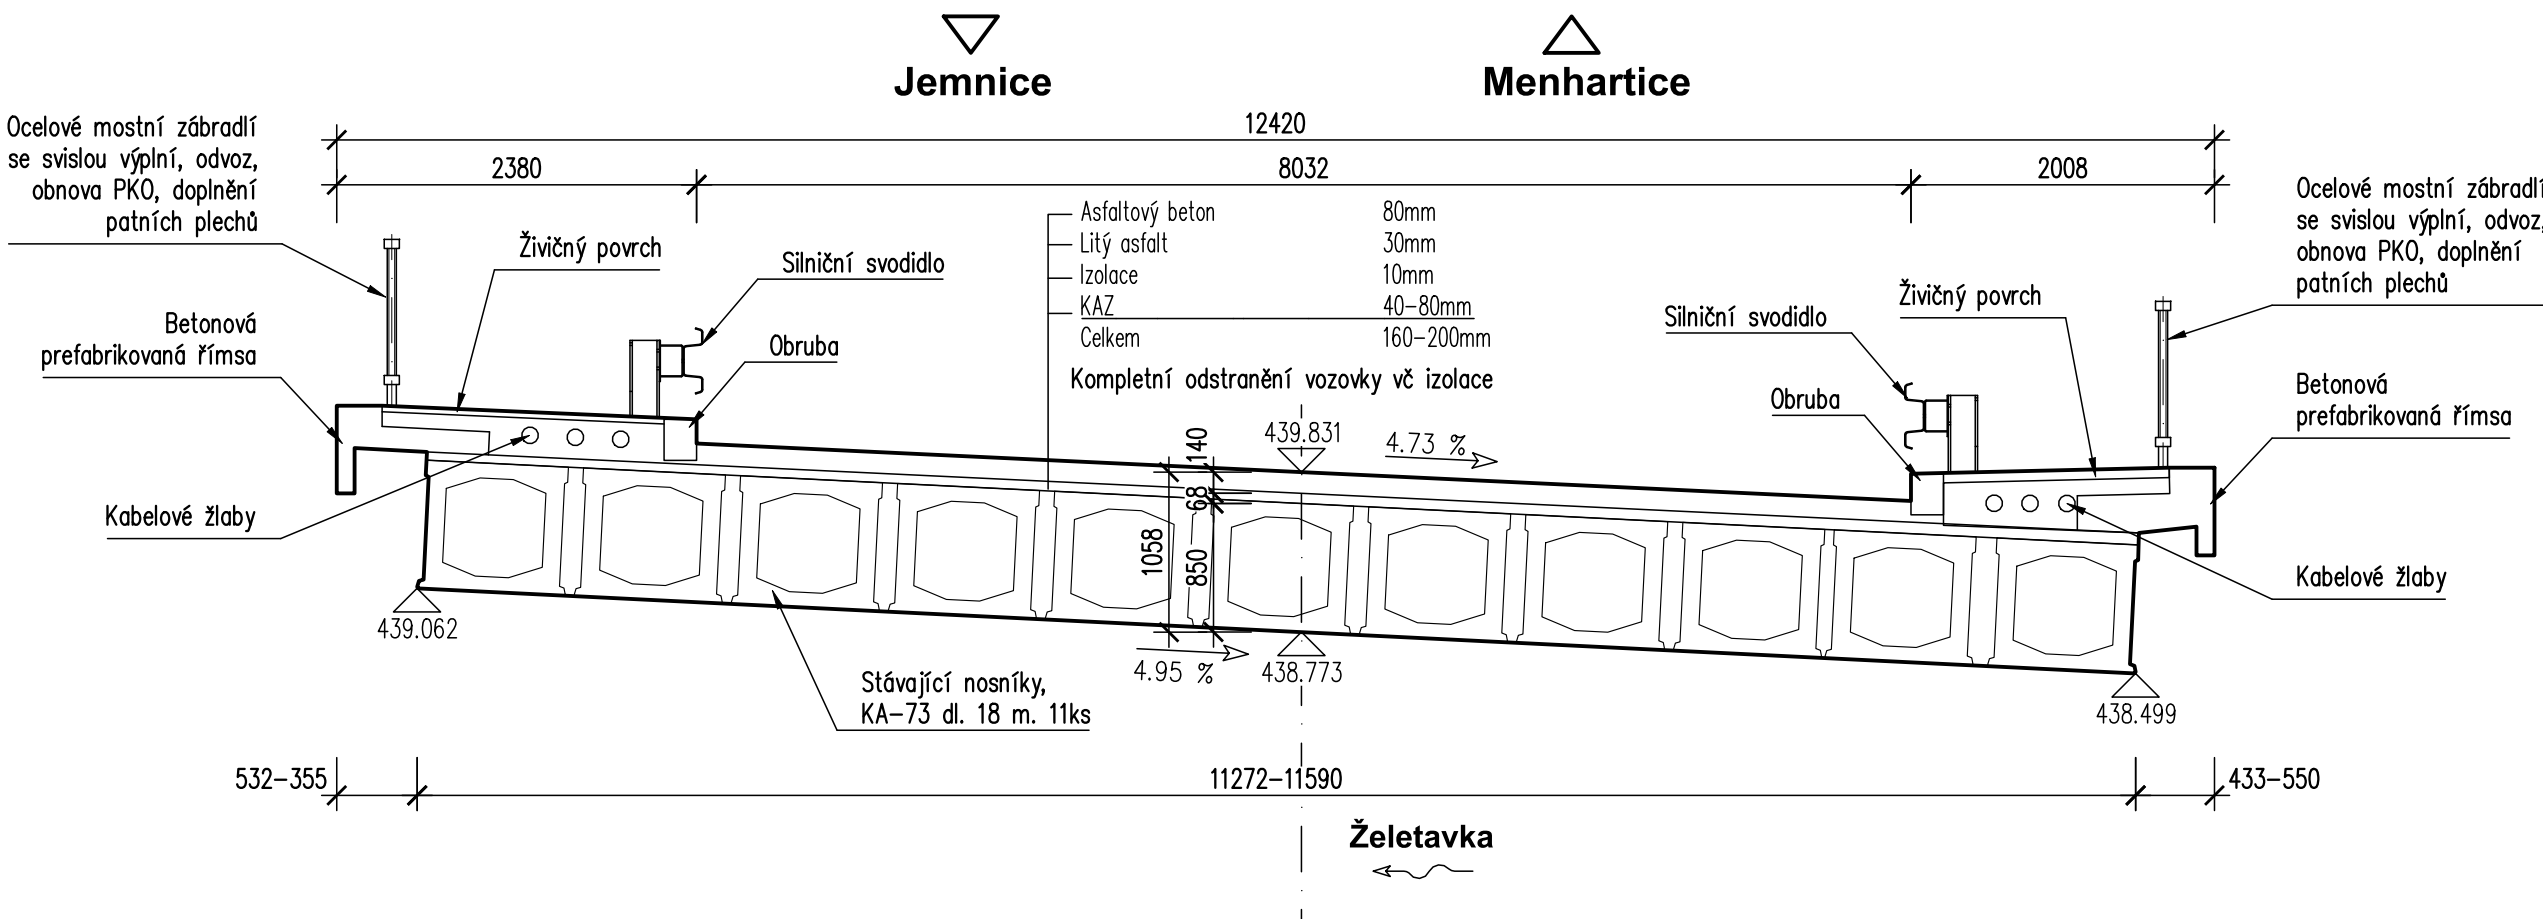 Jemnice
Menhartice
12420
2380
8032
2008
Ocelové mostní zábradlí
se svislou výplní, odvoz,
obnova PKO, doplnění
patních plechů
Živičný povrch
Silniční svodidlo
Betonová
prefabrikovaná římsa
Obruba
Kabelové žlaby
Asfaltový beton 80mm
Litý asfalt 30mm
Izolace 10mm
KAZ 40-80mm
Celkem 160-200mm
Kompletní odstranění vozovky vč izolace
439.831
4.73 %
140
68
1058
850
Silniční svodidlo
Živičný povrch
Obruba
Ocelové mostní zábradlí
se svislou výplní, odvoz,
obnova PKO, doplnění
patních plechů
Betonová
prefabrikovaná římsa
Kabelové žlaby
439.062
4.95 %
438.773
438.499
Stávající nosníky,
KA-73 dl. 18 m. 11ks
532-355
11272-11590
433-550
Želetavka